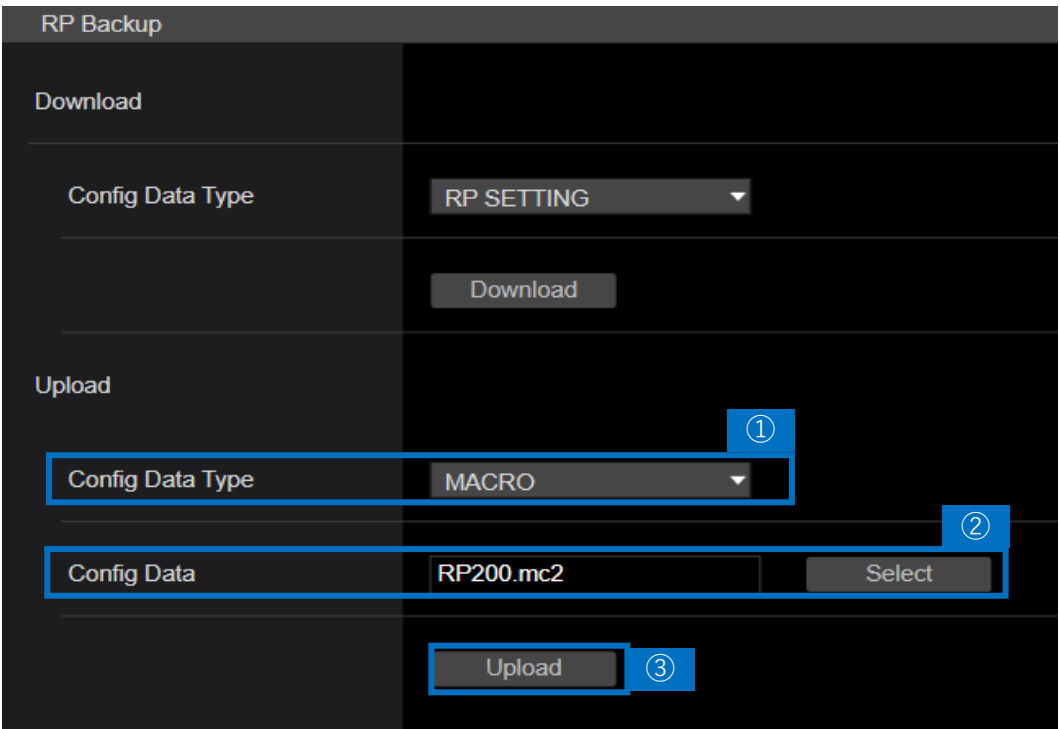 RP Backup
Download
Config Data Type RP SETTING
Download
Upload
①
Config Data Type MACRO
②
Config Data RP200.mc2 Select
Upload ③